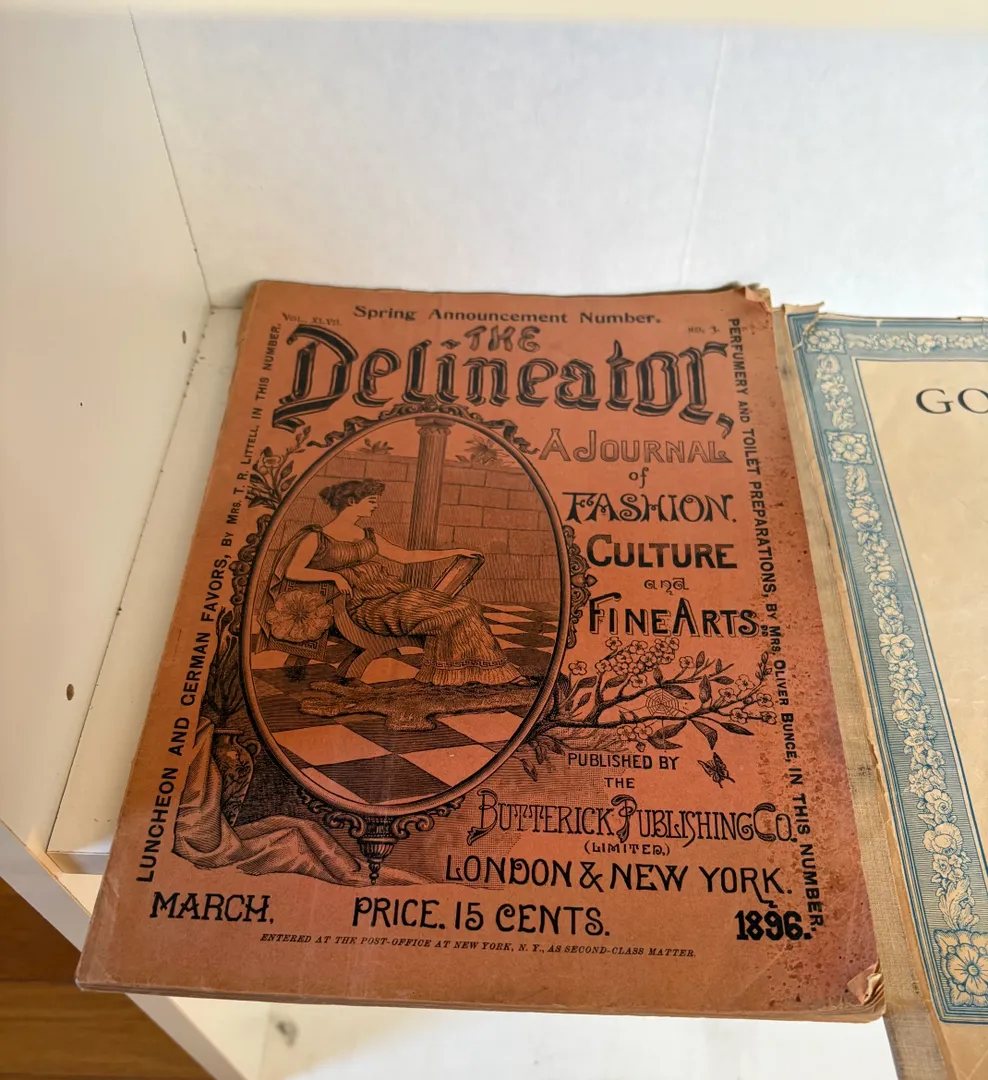 Vol. XLVII.
Spring Announcement Number.
No. 3.
THE
Delineator,
A JOURNAL
of
FASHION.
CULTURE
and
FINE ARTS.
LUNCHEON AND GERMAN FAVORS, BY MRS. T. R. LITTELL, IN THIS NUMBER.
PERFUMERY AND TOILET PREPARATIONS, BY MRS. OLIVER BUNCE, IN THIS NUMBER.
PUBLISHED BY
THE
BUTTERICK PUBLISHING CO.
(LIMITED,)
LONDON & NEW YORK.
MARCH.
PRICE. 15 CENTS.
1896.
ENTERED AT THE POST-OFFICE AT NEW YORK, N. Y., AS SECOND-CLASS MATTER.
GO